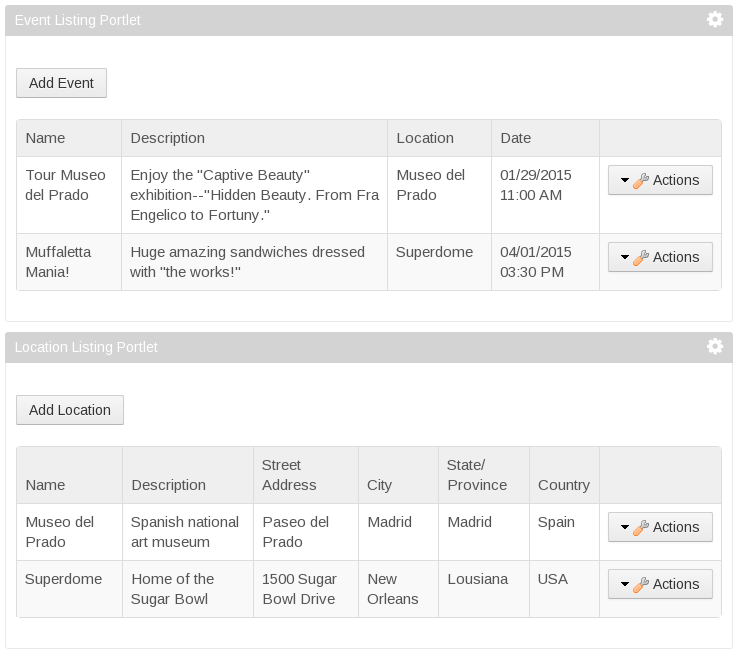 Event Listing Portlet
Add Event
Name Description Location Date
Tour Museo del Prado Enjoy the "Captive Beauty" exhibition--"Hidden Beauty. From Fra Engelico to Fortuny." Museo del Prado 01/29/2015 11:00 AM Actions
Muffaletta Mania! Huge amazing sandwiches dressed with "the works!" Superdome 04/01/2015 03:30 PM Actions
Location Listing Portlet
Add Location
Name Description Street Address City State/ Province Country
Museo del Prado Spanish national art museum Paseo del Prado Madrid Madrid Spain Actions
Superdome Home of the Sugar Bowl 1500 Sugar Bowl Drive New Orleans Lousiana USA Actions